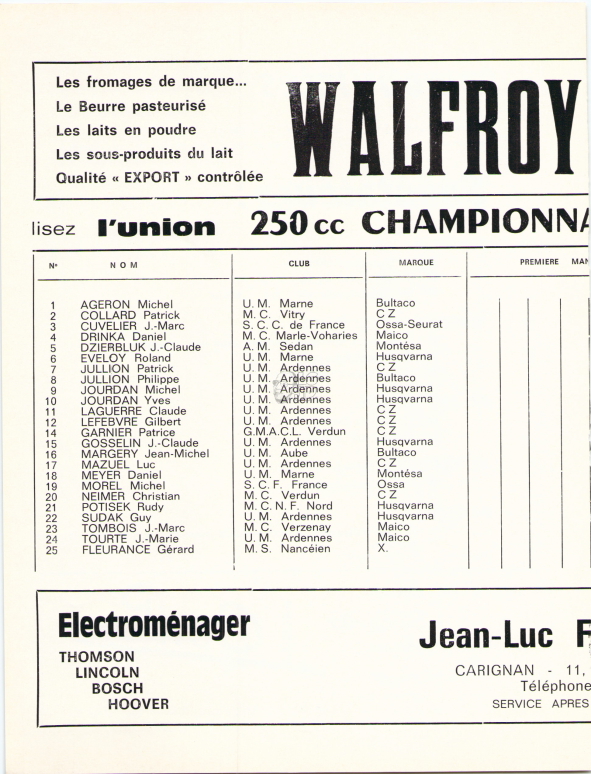 Les fromages de marque...
Le Beurre pasteurisé
Les laits en poudre
Les sous-produits du lait
Qualité « EXPORT » contrôlée
WALFROY
lisez l'union 250 cc CHAMPIONNA
N° NOM CLUB MARQUE PREMIERE MAN
1 AGERON Michel U. M. Marne Bultaco
2 COLLARD Patrick M. C. Vitry C Z
3 CUVELIER J.-Marc S. C. C. de France Ossa-Seurat
4 DRINKA Daniel M. C. Marle-Voharies Maico
5 DZIERBLUK J.-Claude A. M. Sedan Montésa
6 EVELOY Roland U. M. Marne Husqvarna
7 JULLION Patrick U. M. Ardennes C Z
8 JULLION Philippe U. M. Ardennes Bultaco
9 JOURDAN Michel U. M. Ardennes Husqvarna
10 JOURDAN Yves U. M. Ardennes Husqvarna
11 LAGUERRE Claude U. M. Ardennes C Z
12 LEFEBVRE Gilbert U. M. Ardennes C Z
14 GARNIER Patrice G.M.A.C.L. Verdun C Z
15 GOSSELIN J.-Claude U. M. Ardennes Husqvarna
16 MARGERY Jean-Michel U. M. Aube Bultaco
17 MAZUEL Luc U. M. Ardennes C Z
18 MEYER Daniel U. M. Marne Montésa
19 MOREL Michel S. C. F. France Ossa
20 NEIMER Christian M. C. Verdun C Z
21 POTISEK Rudy M. C. N. F. Nord Husqvarna
22 SUDAK Guy U. M. Ardennes Husqvarna
23 TOMBOIS J.-Marc M. C. Verzenay Maico
24 TOURTE J.-Marie U. M. Ardennes Maico
25 FLEURANCE Gérard M. S. Nancéien X.
Electroménager
THOMSON
LINCOLN
BOSCH
HOOVER
Jean-Luc F
CARIGNAN - 11,
Téléphone
SERVICE APRES